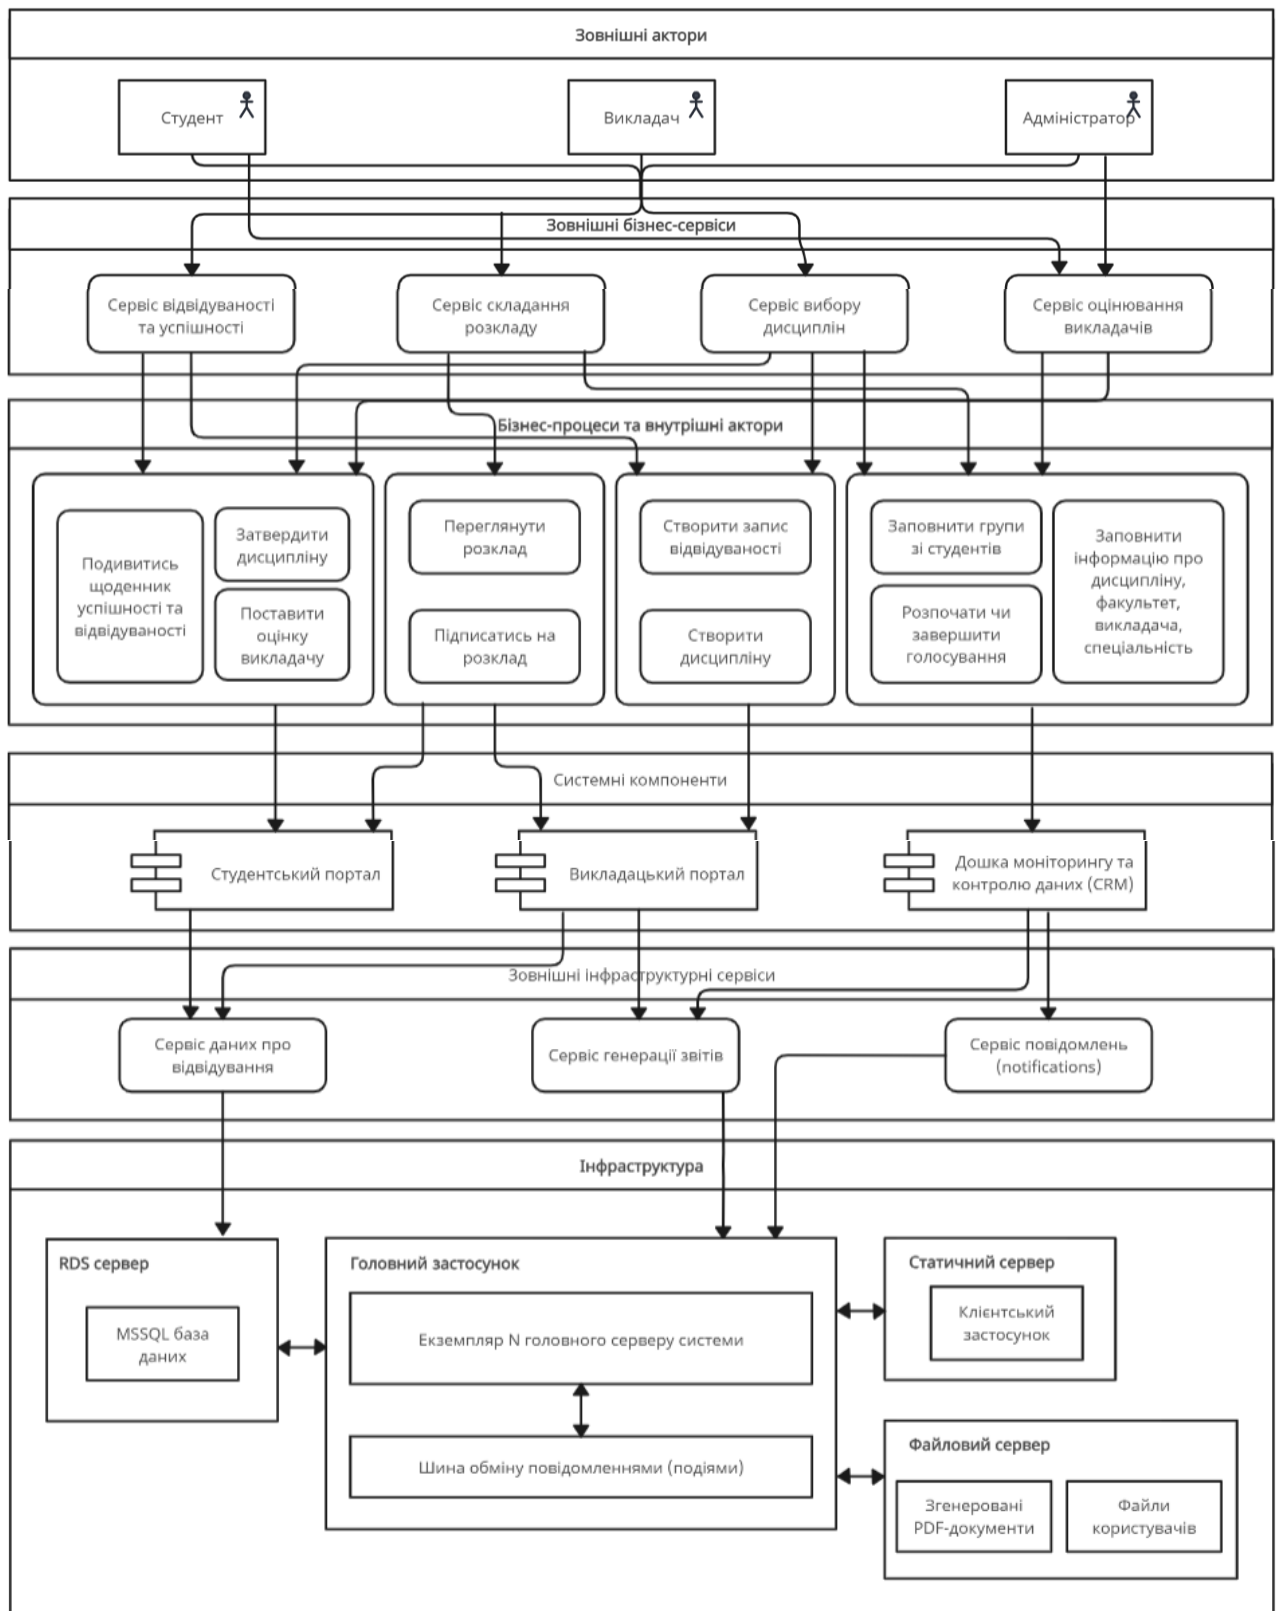 Зовнішні актори
Студент
Викладач
Адміністратор
Зовнішні бізнес-сервіси
Сервіс відвідуваності
та успішності
Сервіс складання
розкладу
Сервіс вибору
дисциплін
Сервіс оцінювання
викладачів
Бізнес-процеси та внутрішні актори
Подивитись
щоденник
успішності та
відвідуваності
Затвердити
дисципліну
Поставити
оцінку
викладачу
Переглянути
розклад
Підписатись на
розклад
Створити запис
відвідуваності
Створити
дисципліну
Заповнити групи
зі студентів
Розпочати чи
завершити
голосування
Заповнити
інформацію про
дисципліну,
факультет,
викладача,
спеціальність
Системні компоненти
Студентський портал
Викладацький портал
Дошка моніторингу та
контролю даних (CRM)
Зовнішні інфраструктурні сервіси
Сервіс даних про
відвідування
Сервіс генерації звітів
Сервіс повідомлень
(notifications)
Інфраструктура
RDS сервер
MSSQL база
даних
Головний застосунок
Екземпляр N головного серверу системи
Шина обміну повідомленнями (подіями)
Статичний сервер
Клієнтський
застосунок
Файловий сервер
Згенеровані
PDF-документи
Файли
користувачів